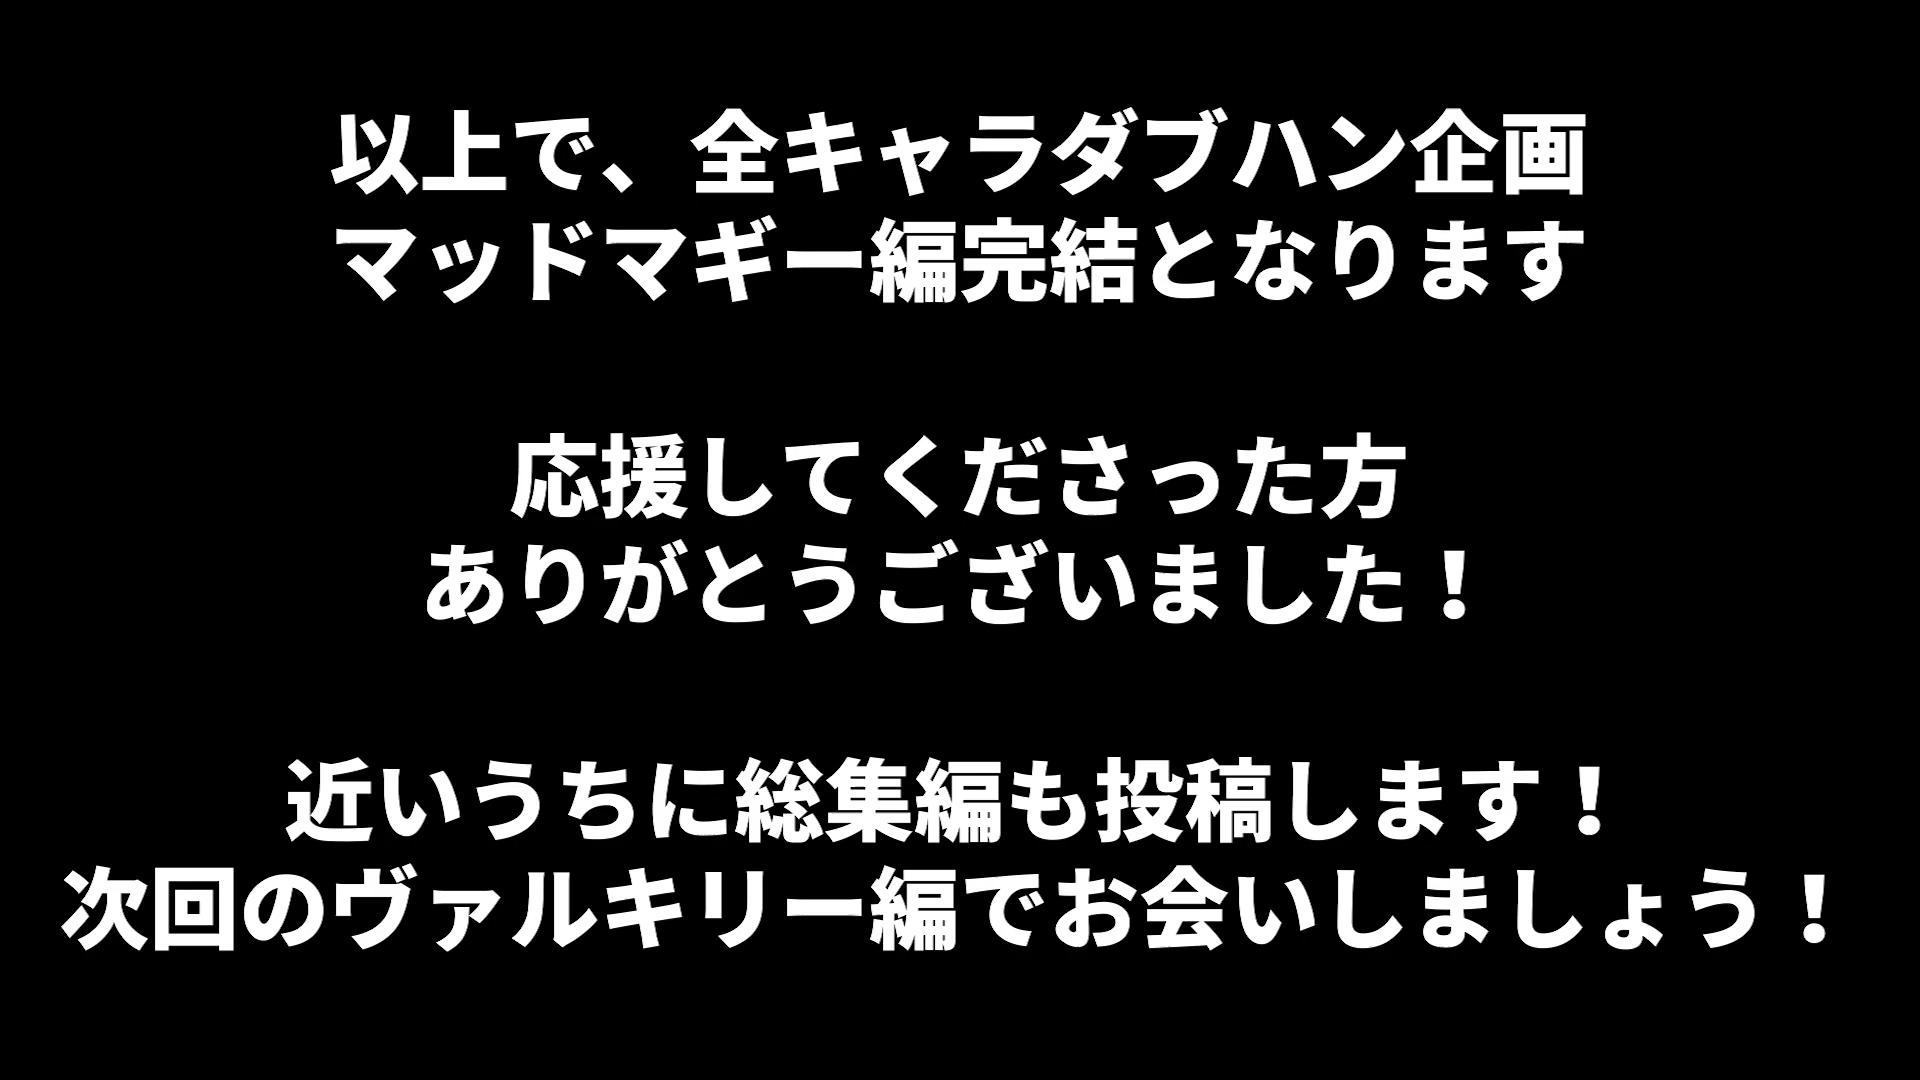 以上で、全キャラダブハン企画
マッドマギー編完結となります
応援してくださった方
ありがとうございました！
近いうちに総集編も投稿します！
次回のヴァルキリー編でお会いしましょう！